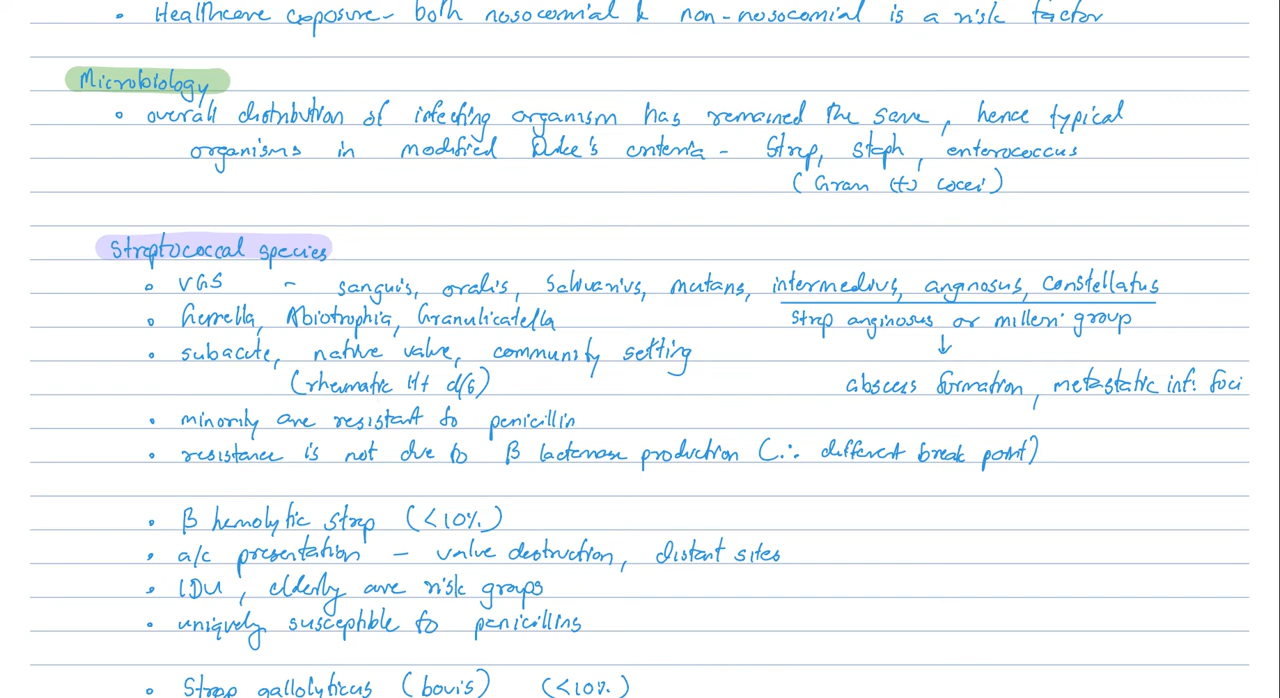 • Healthcare exposure - both nosocomial & non-nosocomial is a risk factor
Microbiology
• overall distribution of infecting organism has remained the same, hence typical
organisms in modified Duke's criteria - Strep, staph, enterococcus
(Gram (+) cocci)
Streptococcal species
• VGS - sanguis, oralis, Salivarius, mutans, intermedius, anginosus, constellatus
• Gemella, Abiotrophia, Granulicatella
strep anginosus or milleri group
↓
• subacute, native valve, community setting
(rheumatic Ht d/s)
abscess formation, metastatic inf. foci
• minority are resistant to penicillin
• resistance is not due to β lactamase production (∴ different break point)
• β hemolytic strep (<10%)
• a/c presentation - valve destruction, distant sites
• IDU, elderly are risk groups
• uniquely susceptible to penicillins
• Strep gallolyticus (bovis) (<10%)